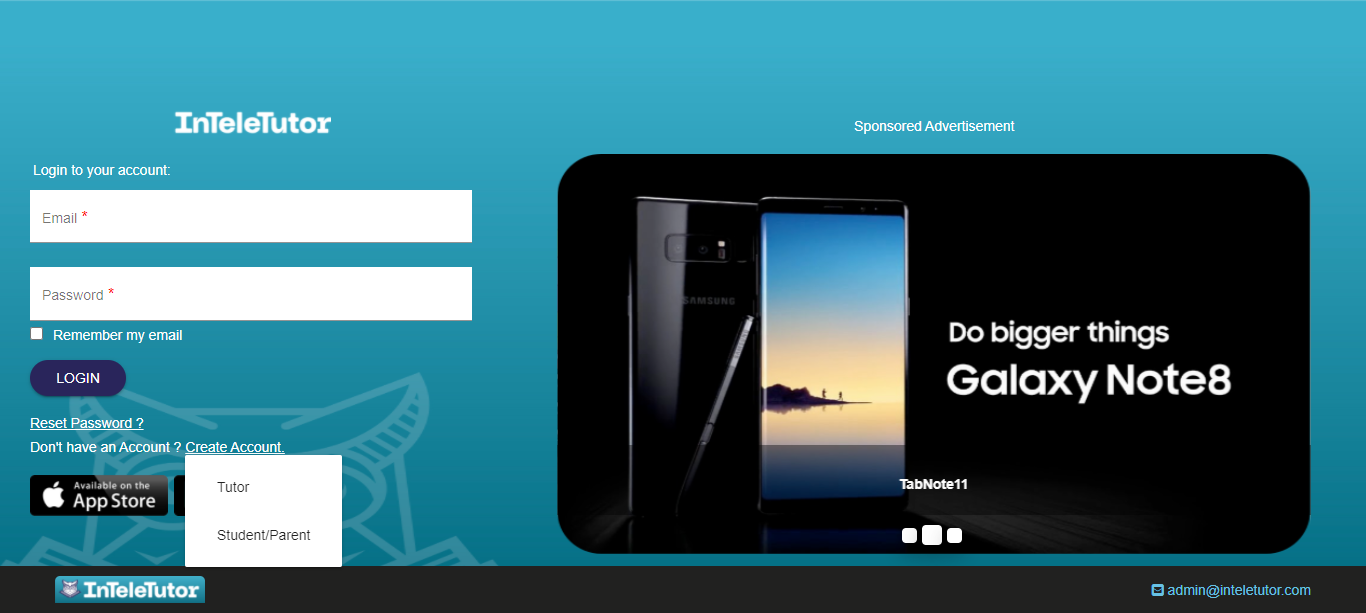 InTeleTutor
Login to your account:
Email *
Password *
Remember my email
LOGIN
Reset Password ?
Don't have an Account ? Create Account.
Tutor
Student/Parent
Available on the
App Store
Sponsored Advertisement
SAMSUNG
Do bigger things
Galaxy Note8
TabNote11
InTeleTutor
admin@inteletutor.com